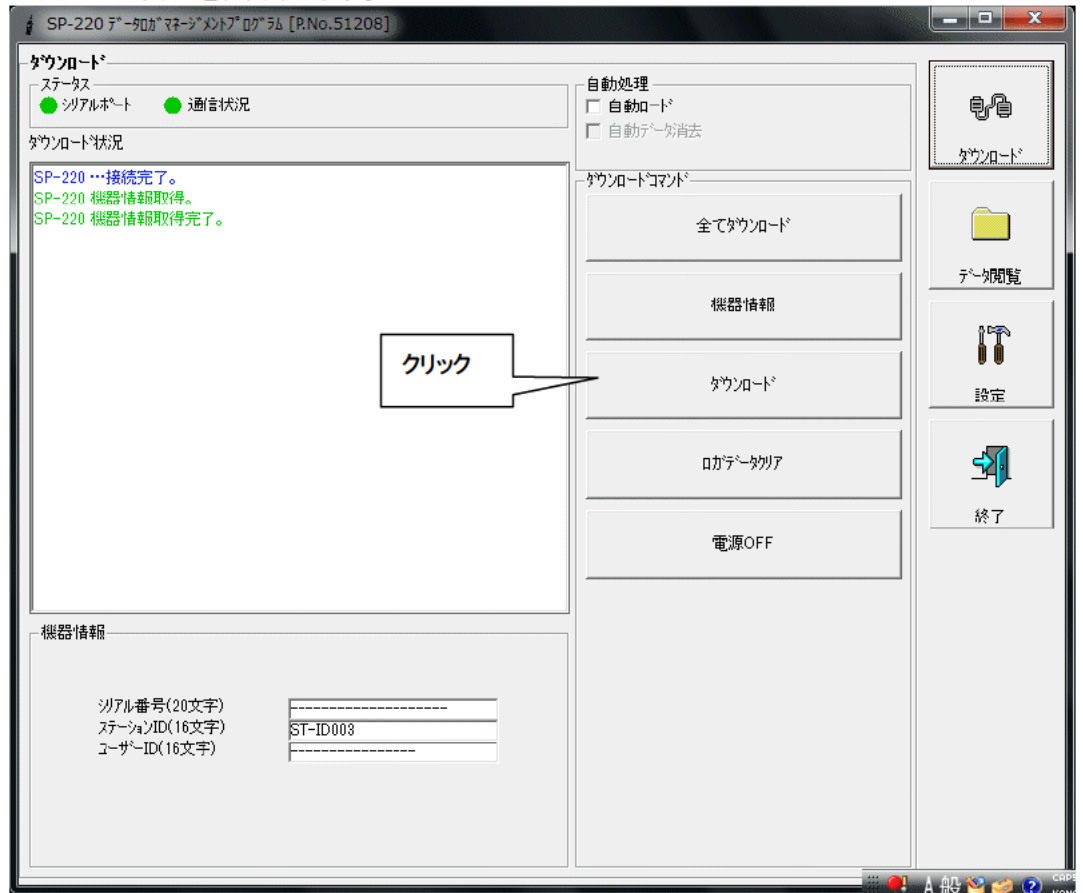 SP-220 ﾃﾞｰﾀﾛｶﾞﾏﾈｰｼﾞﾒﾝﾄﾌﾟﾛｸﾞﾗﾑ [P.No.51208]
ﾀﾞｳﾝﾛｰﾄﾞ
ｽﾃｰﾀｽ
ｼﾘｱﾙﾎﾟｰﾄ 通信状況
ﾀﾞｳﾝﾛｰﾄﾞ状況
SP-220 …接続完了。
SP-220 機器情報取得。
SP-220 機器情報取得完了。
クリック
自動処理
自動ﾛｰﾄﾞ
自動ﾃﾞｰﾀ消去
ﾀﾞｳﾝﾛｰﾄﾞｺﾏﾝﾄﾞ
全てﾀﾞｳﾝﾛｰﾄﾞ
機器情報
ﾀﾞｳﾝﾛｰﾄﾞ
ﾛｶﾞﾃﾞｰﾀｸﾘｱ
電源OFF
ﾀﾞｳﾝﾛｰﾄﾞ
ﾃﾞｰﾀ閲覧
設定
終了
機器情報
ｼﾘｱﾙ番号(20文字) --------------------
ｽﾃｰｼｮﾝID(16文字) ST-ID003
ﾕｰｻﾞｰID(16文字) ----------------
A 般 CAPS